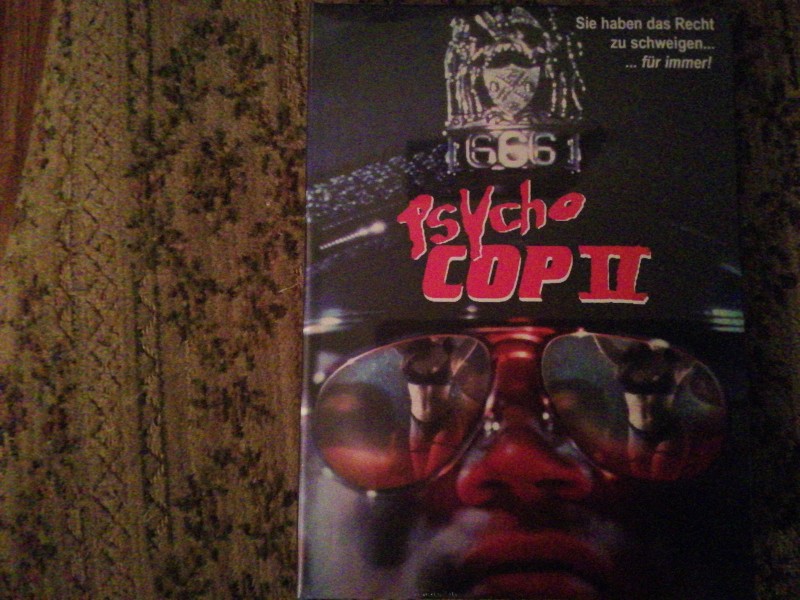 Sie haben das Recht
zu schweigen...
... für immer!
666
Psycho
COP II